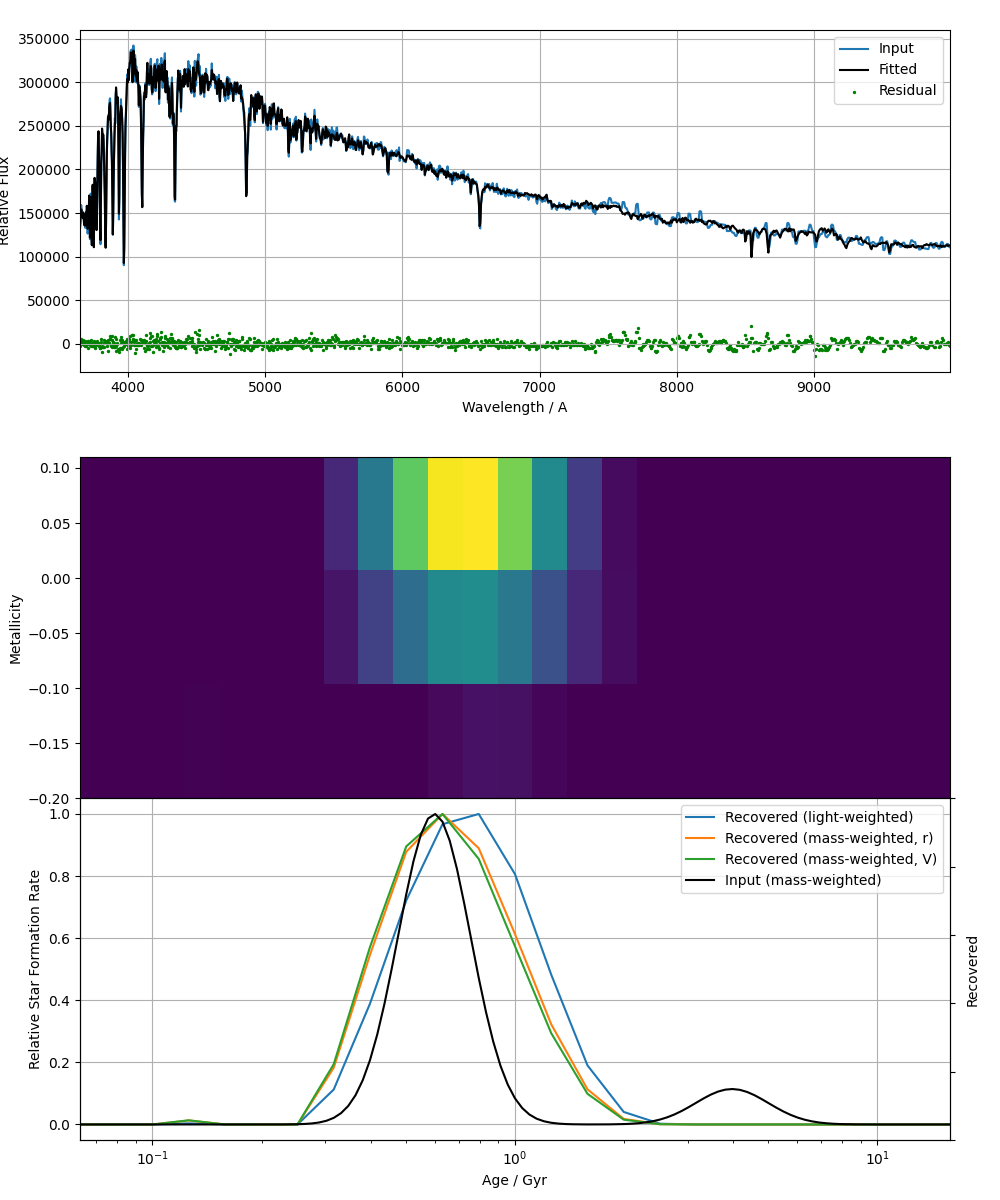 350000
300000
250000
200000
150000
100000
50000
0
Relative Flux
Input
Fitted
Residual
4000
5000
6000
7000
8000
9000
Wavelength / A
0.10
0.05
0.00
−0.05
−0.10
−0.15
−0.20
Metallicity
1.0
0.8
0.6
0.4
0.2
0.0
Relative Star Formation Rate
Recovered (light-weighted)
Recovered (mass-weighted, r)
Recovered (mass-weighted, V)
Input (mass-weighted)
Recovered
10⁻¹
10⁰
10¹
Age / Gyr